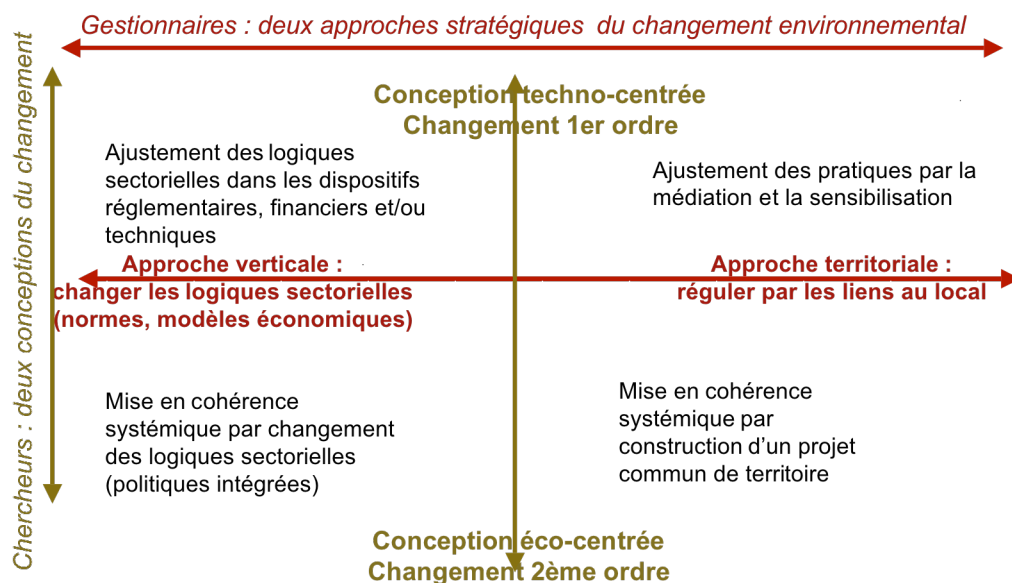 Gestionnaires : deux approches stratégiques du changement environnemental
Chercheurs : deux conceptions du changement
Conception techno-centrée
Changement 1er ordre
Ajustement des logiques
sectorielles dans les dispositifs
réglementaires, financiers et/ou
techniques
Ajustement des pratiques par la
médiation et la sensibilisation
Approche verticale :
changer les logiques sectorielles
(normes, modèles économiques)
Approche territoriale :
réguler par les liens au local
Mise en cohérence
systémique par changement
des logiques sectorielles
(politiques intégrées)
Mise en cohérence
systémique par
construction d'un projet
commun de territoire
Conception éco-centrée
Changement 2ème ordre